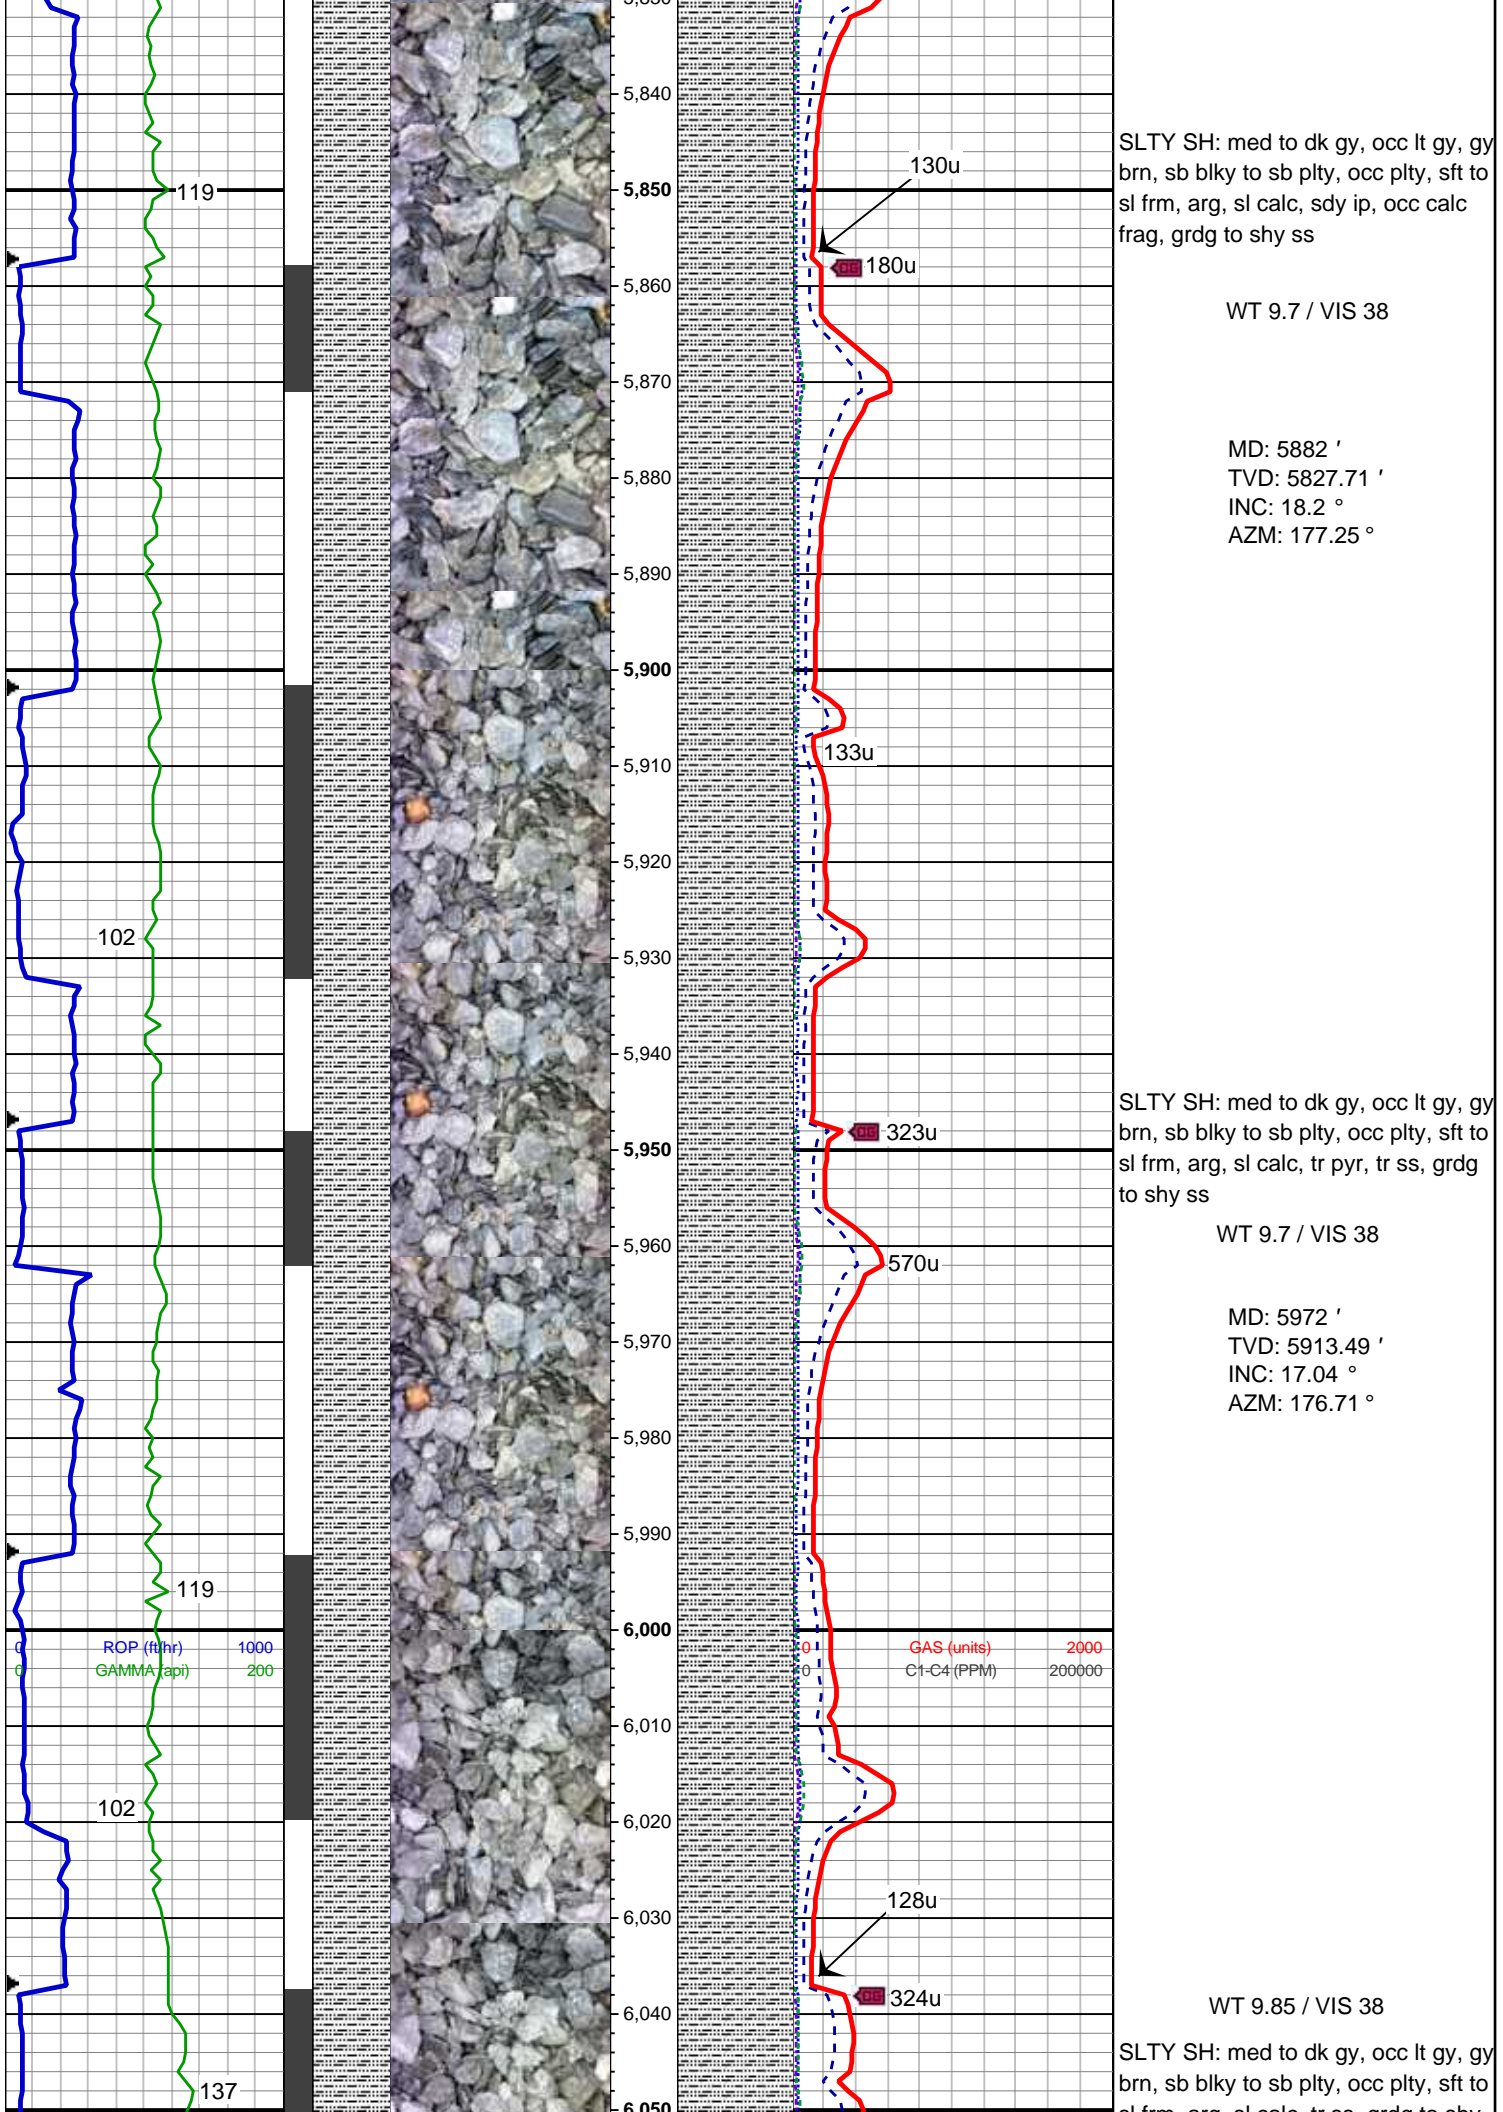 5,840
SLTY SH: med to dk gy, occ lt gy, gy
brn, sb blky to sb plty, occ plty, sft to
sl frm, arg, sl calc, sdy ip, occ calc
frag, grdg to shy ss
130u
119
5,850
DG 180u
5,860
WT 9.7 / VIS 38
5,870
MD: 5882 '
TVD: 5827.71 '
INC: 18.2 °
AZM: 177.25 °
5,880
5,890
5,900
133u
5,910
5,920
102
5,930
5,940
SLTY SH: med to dk gy, occ lt gy, gy
brn, sb blky to sb plty, occ plty, sft to
sl frm, arg, sl calc, tr pyr, tr ss, grdg
to shy ss
DG 323u
5,950
WT 9.7 / VIS 38
5,960
570u
MD: 5972 '
TVD: 5913.49 '
INC: 17.04 °
AZM: 176.71 °
5,970
5,980
5,990
119
6,000
0 ROP (ft/hr) 1000
0 GAMMA (api) 200
0 GAS (units) 2000
0 C1-C4 (PPM) 200000
6,010
102
6,020
128u
6,030
DG 324u
WT 9.85 / VIS 38
6,040
SLTY SH: med to dk gy, occ lt gy, gy
brn, sb blky to sb plty, occ plty, sft to
137
6,050